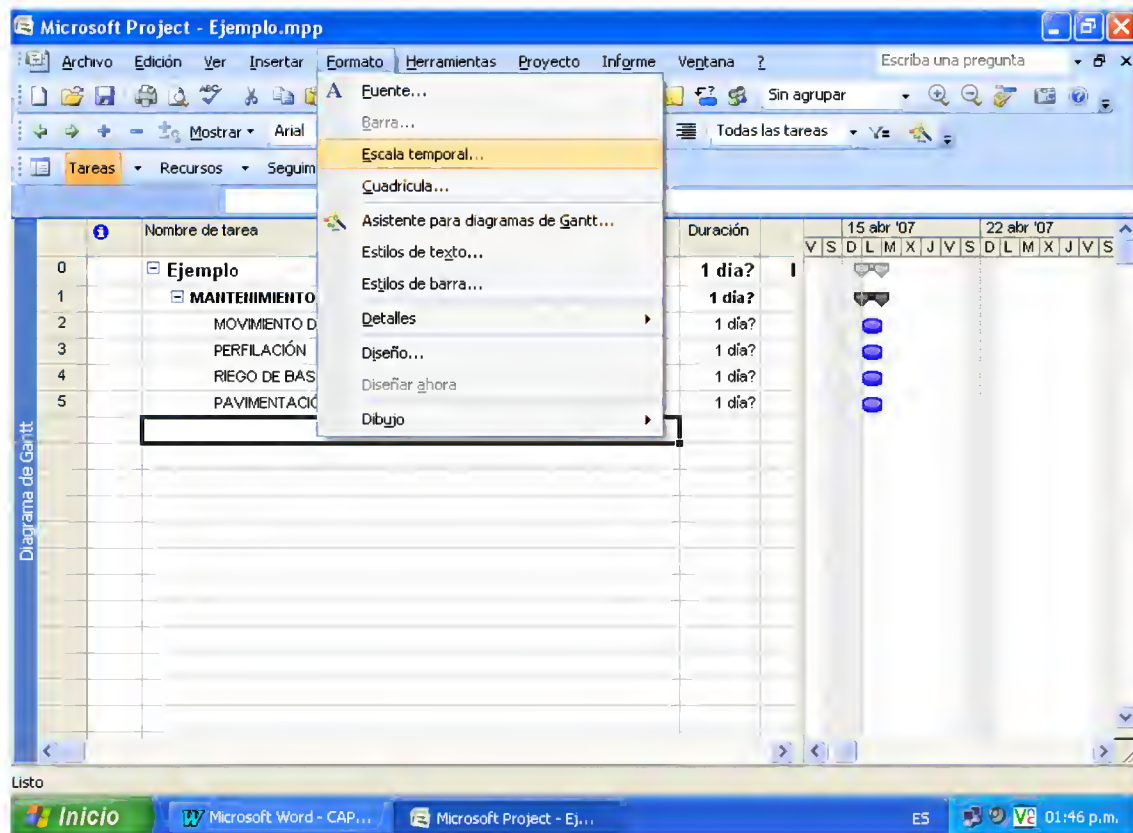 Microsoft Project - Ejemplo.mpp
Archivo Edición Ver Insertar Formato Herramientas Proyecto Informe Ventana ? Escriba una pregunta
Sin agrupar
Mostrar Arial Todas las tareas
Tareas Recursos Seguim
Fuente...
Barra...
Escala temporal...
Cuadrícula...
Asistente para diagramas de Gantt...
Estilos de texto...
Estilos de barra...
Detalles
Diseño...
Diseñar ahora
Dibujo
Nombre de tarea Duración 15 abr '07 22 abr '07
V S D L M X J V S D L M X J V S
0 Ejemplo 1 día?
1 MANTENIMIENTO 1 día?
2 MOVIMIENTO D 1 día?
3 PERFILACIÓN 1 día?
4 RIEGO DE BAS 1 día?
5 PAVIMENTACIÓ 1 día?
Diagrama de Gantt
Listo
Inicio Microsoft Word - CAP... Microsoft Project - Ej... ES 01:46 p.m.